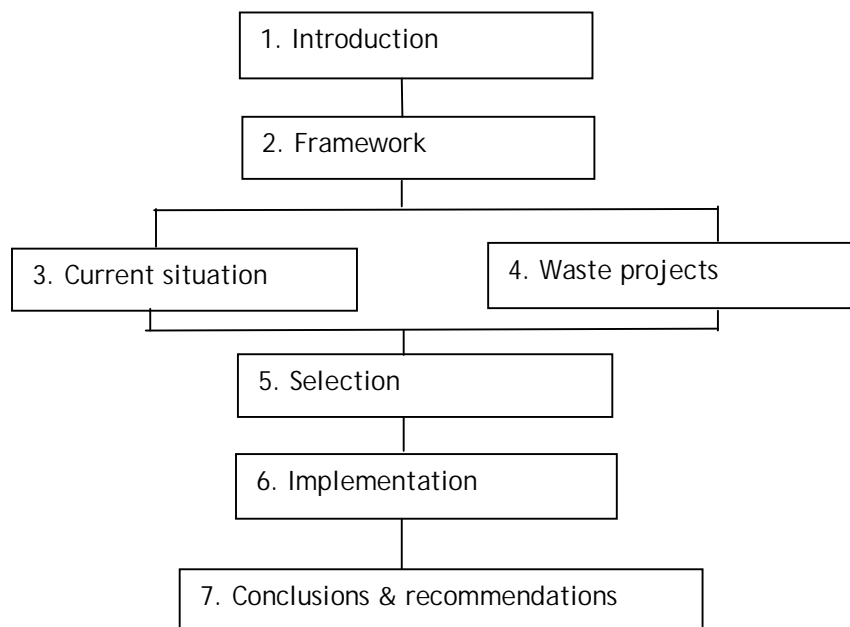 1. Introduction
2. Framework
3. Current situation
4. Waste projects
5. Selection
6. Implementation
7. Conclusions & recommendations